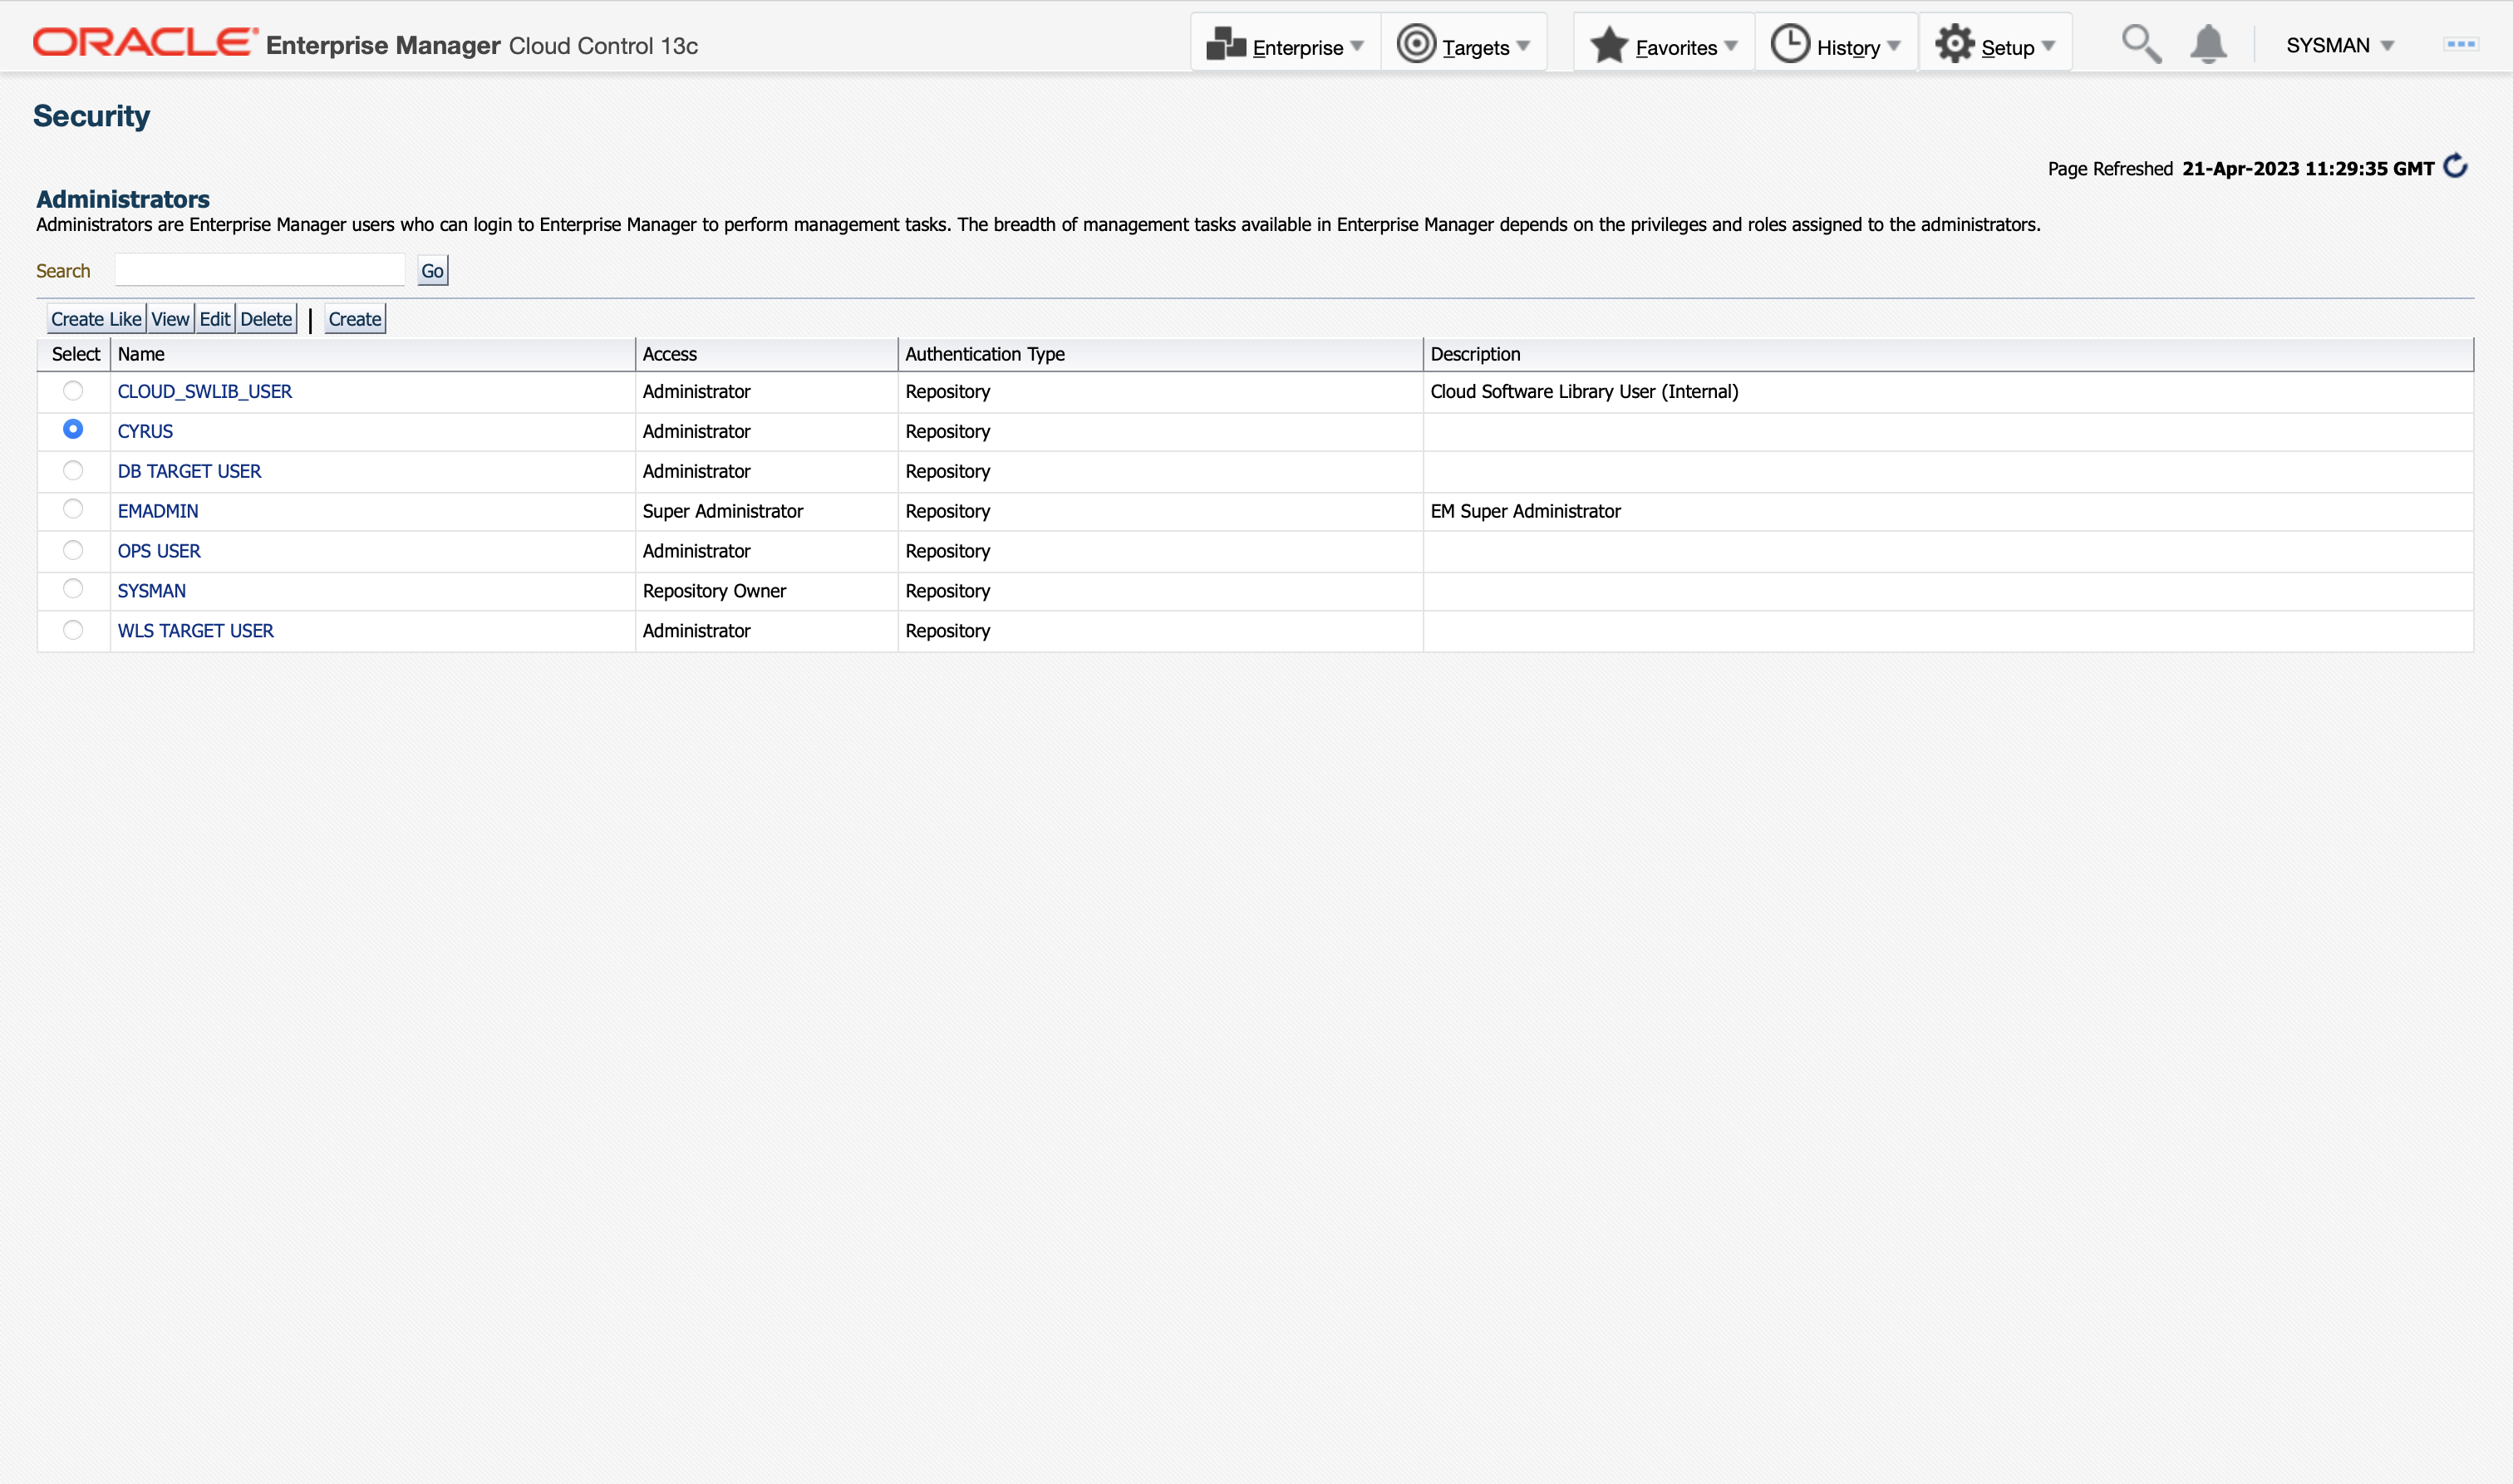 ORACLE Enterprise Manager Cloud Control 13c
Enterprise Targets Favorites History Setup SYSMAN
Security
Page Refreshed 21-Apr-2023 11:29:35 GMT
Administrators
Administrators are Enterprise Manager users who can login to Enterprise Manager to perform management tasks. The breadth of management tasks available in Enterprise Manager depends on the privileges and roles assigned to the administrators.
Search Go
Create Like View Edit Delete | Create
Select Name Access Authentication Type Description
CLOUD_SWLIB_USER Administrator Repository Cloud Software Library User (Internal)
CYRUS Administrator Repository
DB TARGET USER Administrator Repository
EMADMIN Super Administrator Repository EM Super Administrator
OPS USER Administrator Repository
SYSMAN Repository Owner Repository
WLS TARGET USER Administrator Repository